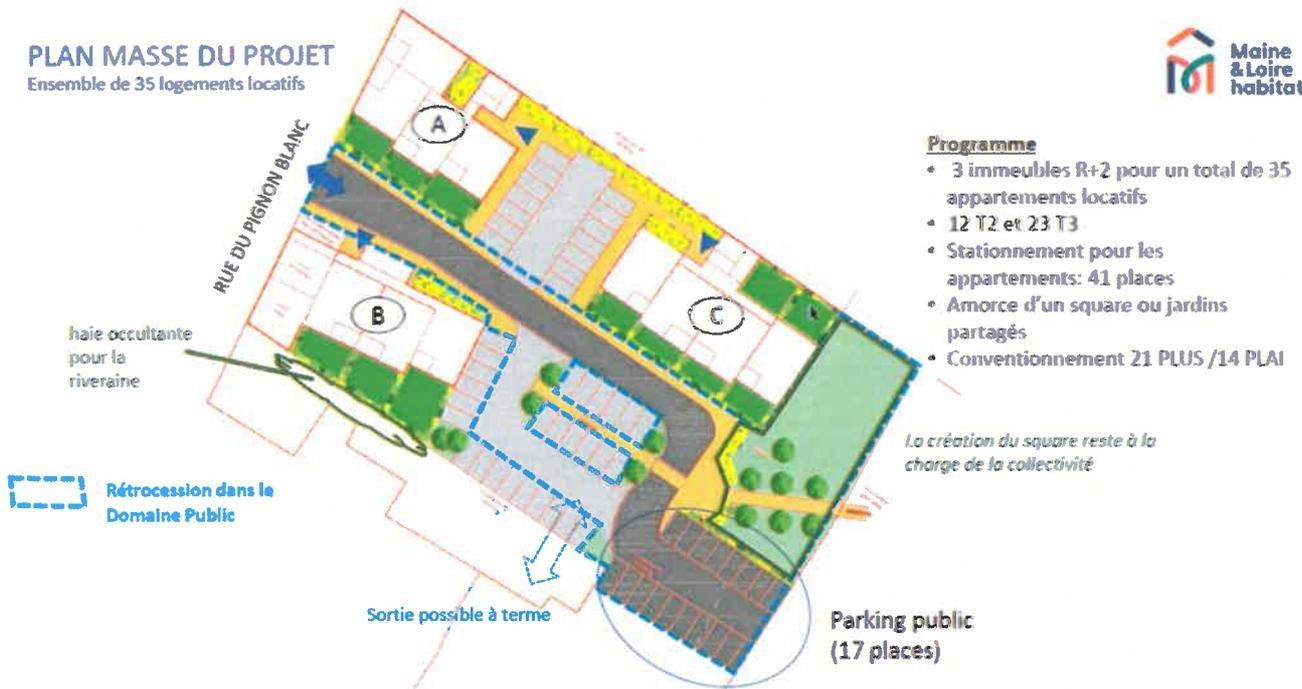 PLAN MASSE DU PROJET
Ensemble de 35 logements locatifs
Maine
& Loire
habitat
RUE DU PIGNON BLANC
A
B
C
Programme
• 3 immeubles R+2 pour un total de 35
appartements locatifs
• 12 T2 et 23 T3
• Stationnement pour les
appartements: 41 places
• Amorce d'un square ou jardins
partagés
• Conventionnement 21 PLUS /14 PLAI
haie occultante
pour la
riveraine
La création du square reste à la
charge de la collectivité
Rétrocession dans le
Domaine Public
Sortie possible à terme
Parking public
(17 places)